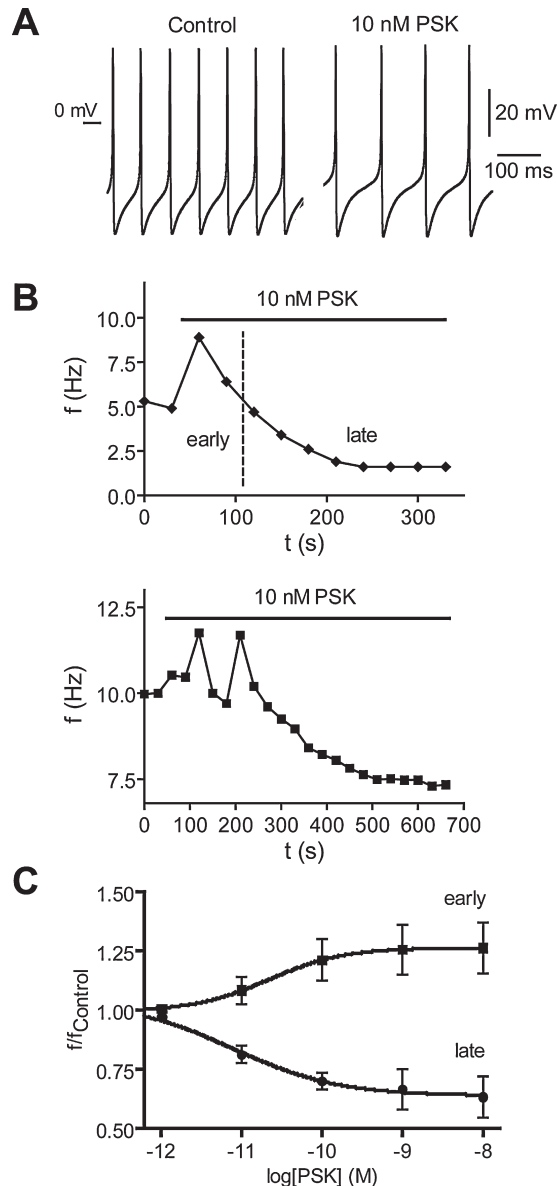 A
Control
10 nM PSK
0 mV
20 mV
100 ms
B
10 nM PSK
10.0
7.5
5.0
2.5
0.0
f (Hz)
early
late
0 100 200 300
t (s)
10 nM PSK
12.5
10.0
7.5
f (Hz)
0 100 200 300 400 500 600 700
t (s)
C
1.50
1.25
1.00
0.75
0.50
f/fControl
early
late
-12 -11 -10 -9 -8
log[PSK] (M)